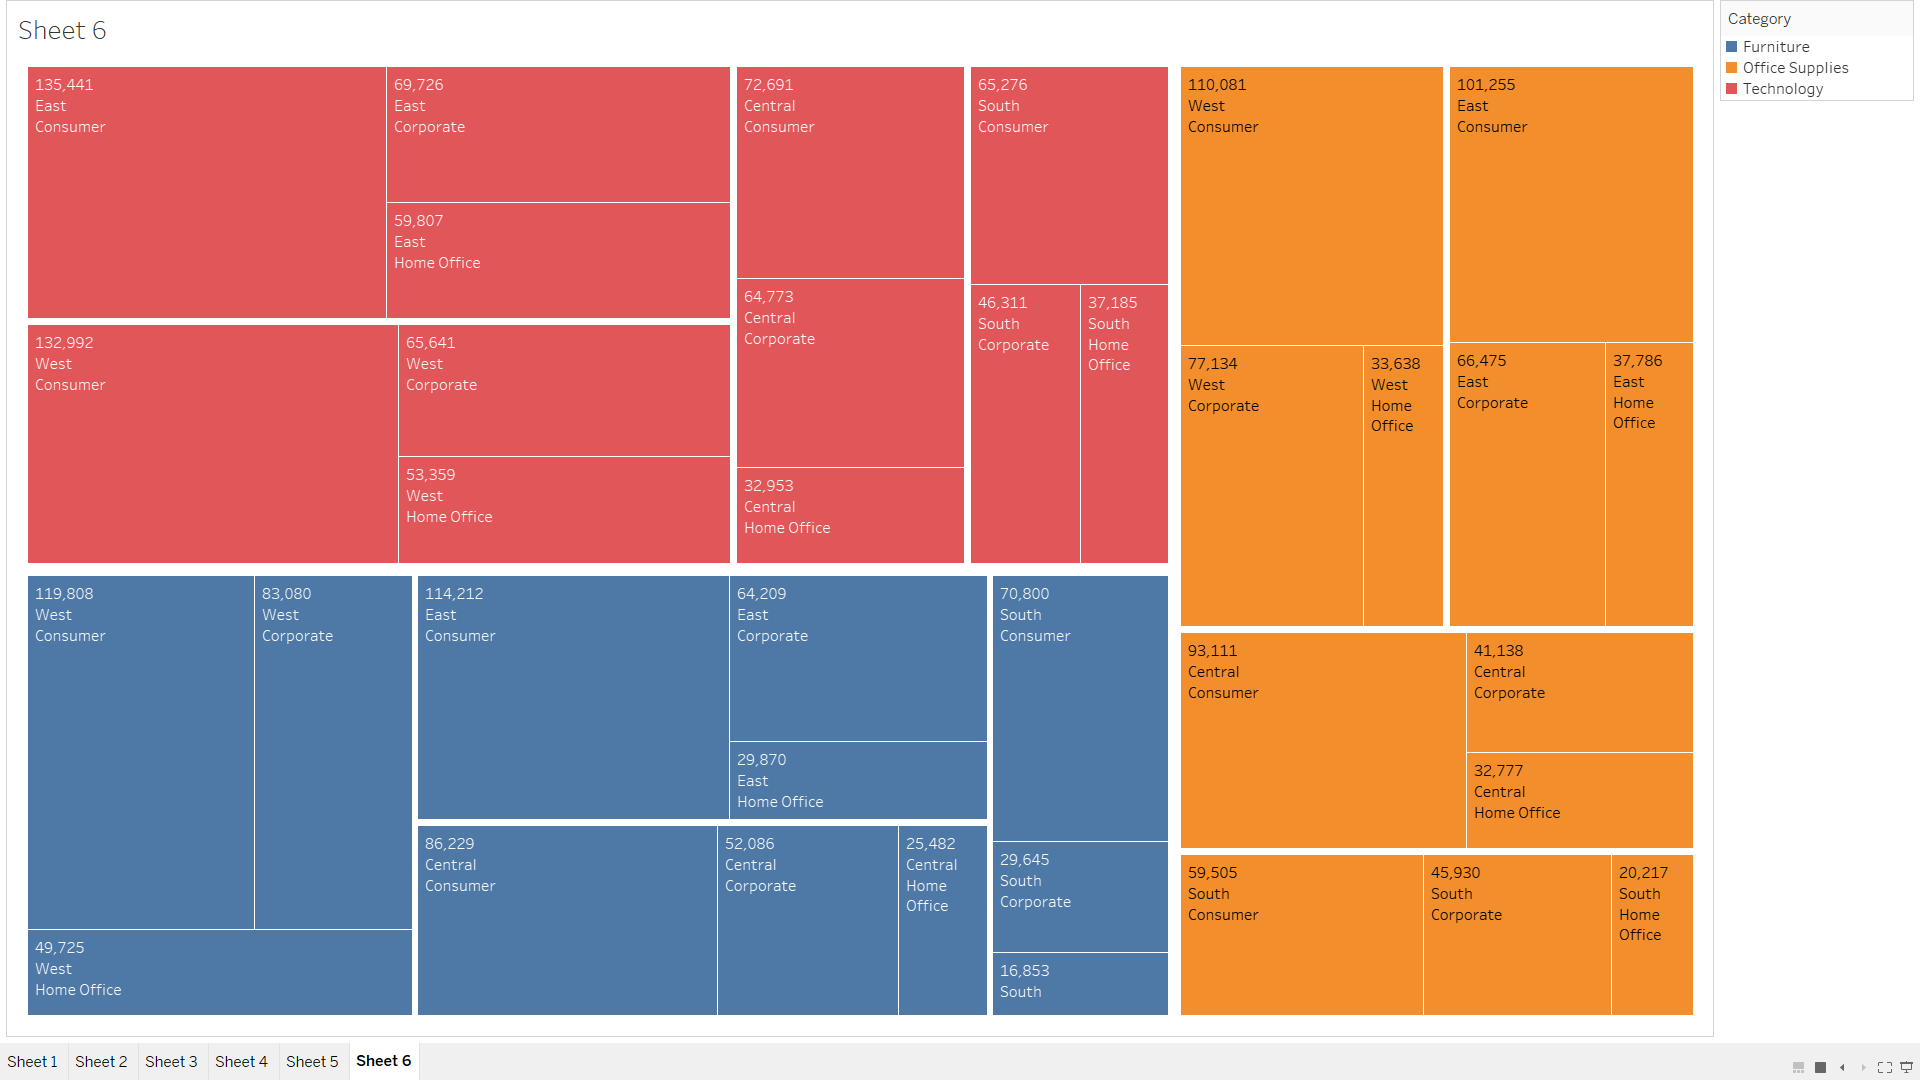 Sheet 6
135,441
East
Consumer
69,726
East
Corporate
59,807
East
Home Office
132,992
West
Consumer
65,641
West
Corporate
53,359
West
Home Office
72,691
Central
Consumer
64,773
Central
Corporate
32,953
Central
Home Office
65,276
South
Consumer
46,311
South
Corporate
37,185
South
Home
Office
119,808
West
Consumer
83,080
West
Corporate
49,725
West
Home Office
114,212
East
Consumer
64,209
East
Corporate
29,870
East
Home Office
86,229
Central
Consumer
52,086
Central
Corporate
25,482
Central
Home
Office
70,800
South
Consumer
29,645
South
Corporate
16,853
South
110,081
West
Consumer
77,134
West
Corporate
33,638
West
Home
Office
101,255
East
Consumer
66,475
East
Corporate
37,786
East
Home
Office
93,111
Central
Consumer
41,138
Central
Corporate
32,777
Central
Home Office
59,505
South
Consumer
45,930
South
Corporate
20,217
South
Home
Office
Category
Furniture
Office Supplies
Technology
Sheet 1
Sheet 2
Sheet 3
Sheet 4
Sheet 5
Sheet 6